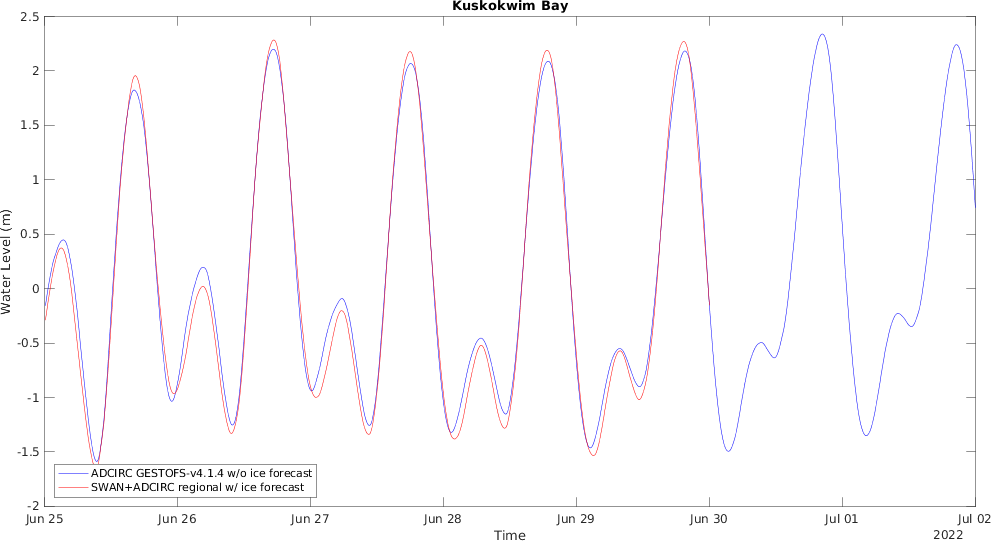 Kuskokwim Bay
2.5
2
1.5
1
0.5
0
-0.5
-1
-1.5
-2
Water Level (m)
ADCIRC GESTOFS-v4.1.4 w/o ice forecast
SWAN+ADCIRC regional w/ ice forecast
Jun 25 Jun 26 Jun 27 Jun 28 Jun 29 Jun 30 Jul 01 Jul 02
Time 2022